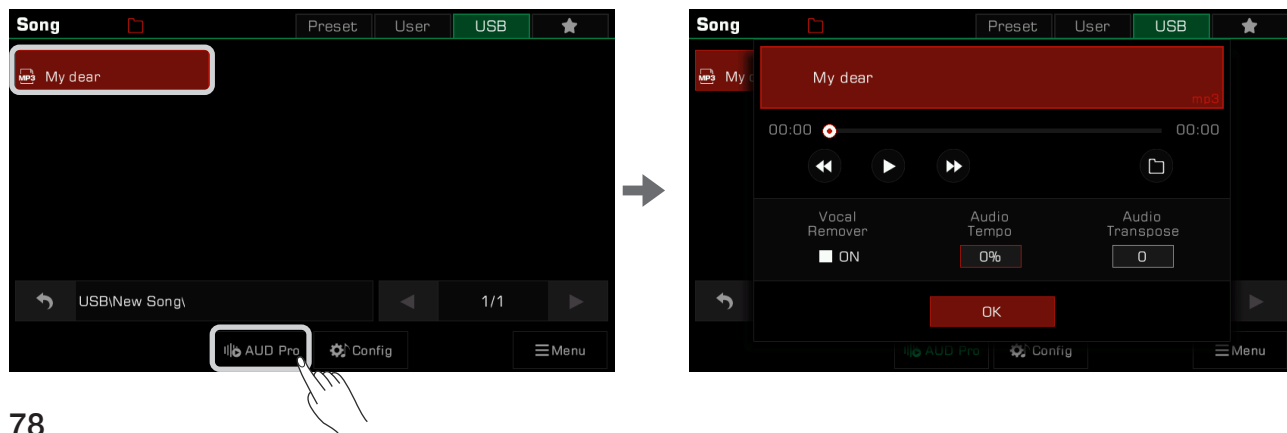 Song Preset User USB
MP3 My dear
USB\New Song\ 1/1
AUD Pro Config Menu
Song Preset User USB
MP3 My d
My dear
mp3
00:00 00:00
Vocal Remover Audio Tempo Audio Transpose
ON 0% 0
OK
AUD Pro Config Menu
78